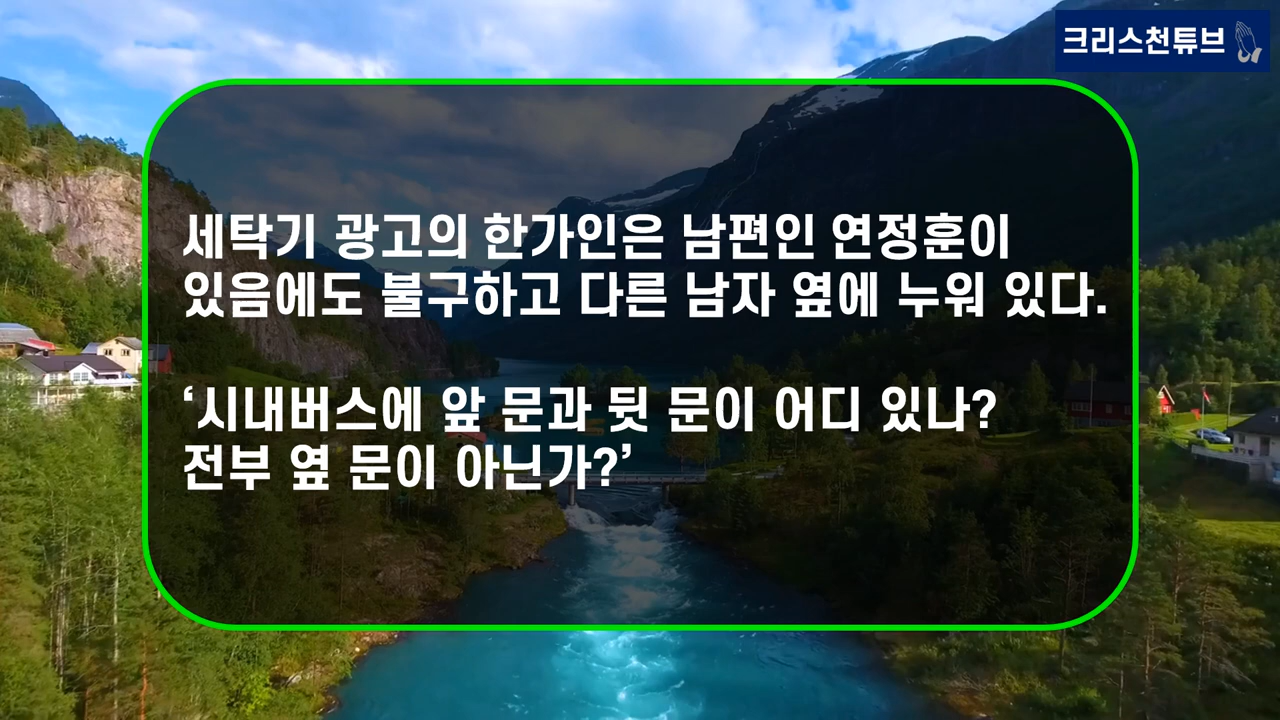 크리스천튜브
세탁기 광고의 한가인은 남편인 연정훈이
있음에도 불구하고 다른 남자 옆에 누워 있다.
‘시내버스에 앞 문과 뒷 문이 어디 있나?
전부 옆 문이 아닌가?’